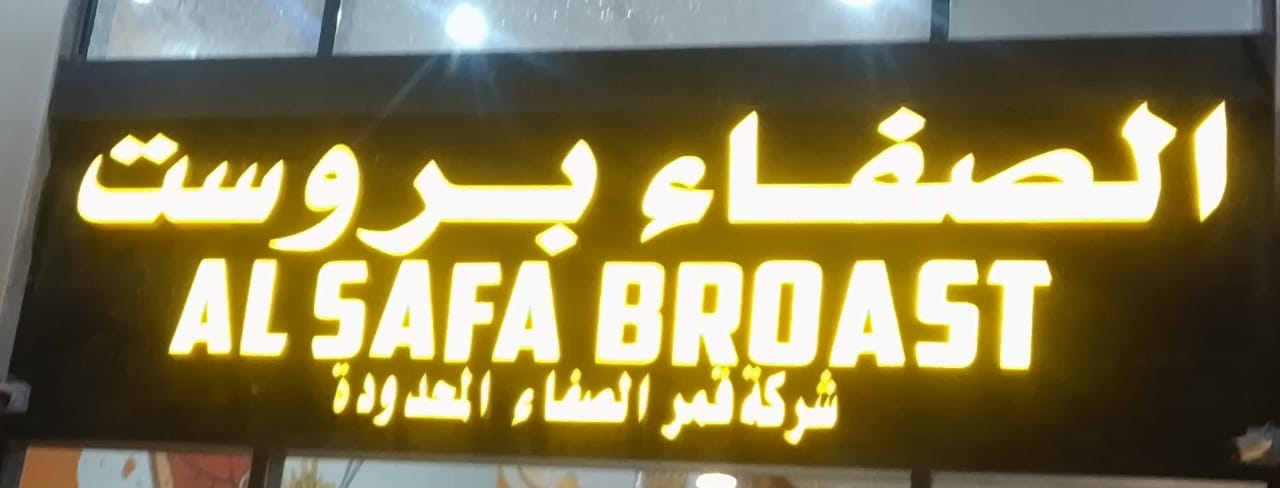 الصفاء بروست
AL SAFA BROAST
شركة قمر الصفاء المحدودة